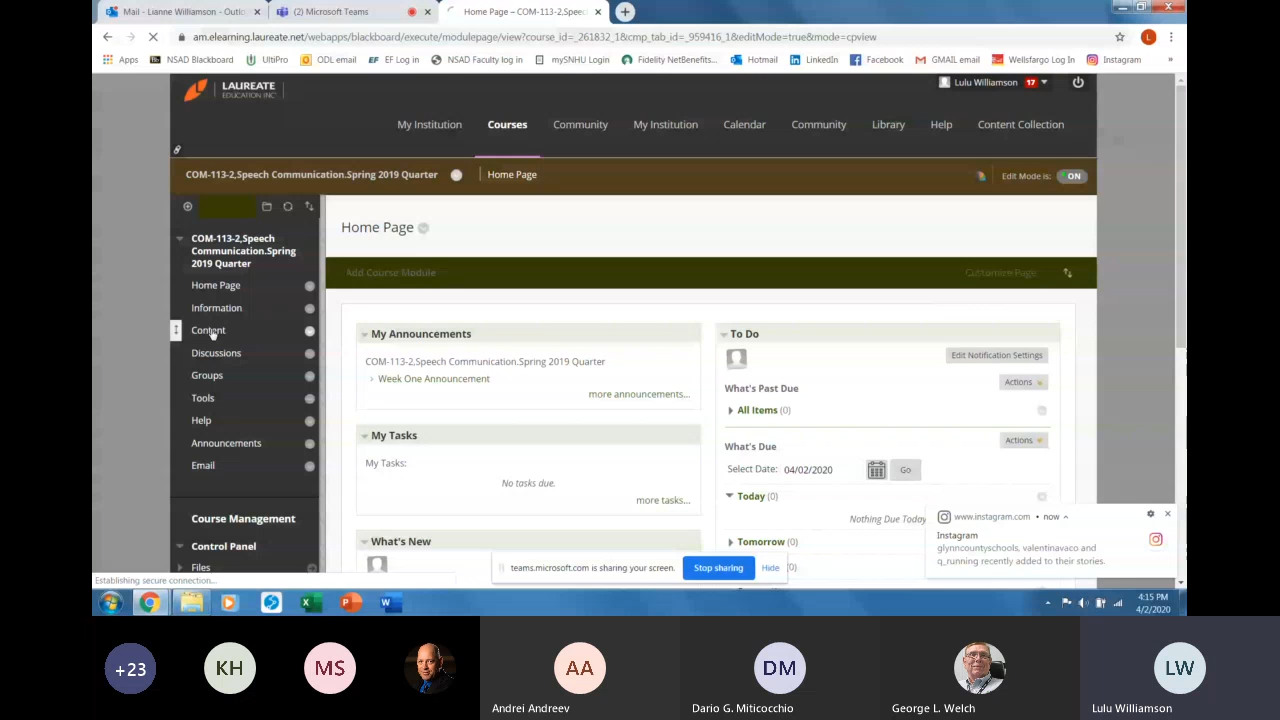 Mail - Lianne Williamson - Outlo
(2) Microsoft Teams
Home Page – COM-113-2,Speec
am.elearning.laureate.net/webapps/blackboard/execute/modulepage/view?course_id=_261832_1&cmp_tab_id=_959416_1&editMode=true&mode=cpview
L
Apps
NSAD Blackboard
UltiPro
ODL email
EF Log in
NSAD Faculty log in
mySNHU Login
Fidelity NetBenefits...
Hotmail
LinkedIn
Facebook
GMAIL email
Wellsfargo Log In
Instagram
»
LAUREATE
EDUCATION INC
Lulu Williamson 17
My Institution
Courses
Community
My Institution
Calendar
Community
Library
Help
Content Collection
COM-113-2,Speech Communication.Spring 2019 Quarter
Home Page
Edit Mode is: ON
COM-113-2,Speech
Communication.Spring
2019 Quarter
Home Page
Information
Content
Discussions
Groups
Tools
Help
Announcements
Email
Course Management
Control Panel
Files
Home Page
Add Course Module
Customize Page
My Announcements
COM-113-2,Speech Communication.Spring 2019 Quarter
Week One Announcement
more announcements...
My Tasks
My Tasks:
No tasks due.
more tasks...
What's New
To Do
Edit Notification Settings
What's Past Due
Actions
All Items (0)
What's Due
Actions
Select Date: 04/02/2020 Go
Today (0)
Nothing Due Today
Tomorrow (0)
(0)
www.instagram.com • now
Instagram
glynncountyschools, valentinavaco and
q_running recently added to their stories.
teams.microsoft.com is sharing your screen.
Stop sharing
Hide
Establishing secure connection...
4:15 PM
4/2/2020
+23
KH
MS
AA
DM
LW
Andrei Andreev
Dario G. Miticocchio
George L. Welch
Lulu Williamson